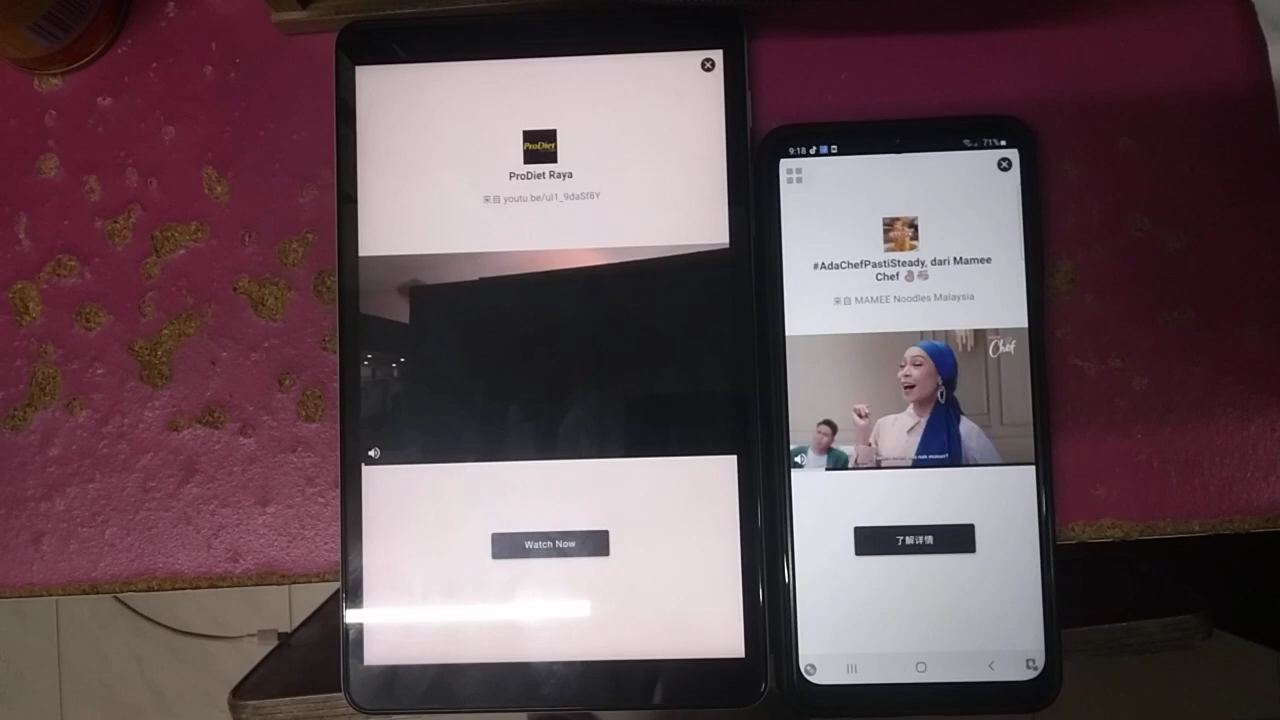 ProDiet
ProDiet Raya
来自 youtu.be/uI1_9daSf8Y
Watch Now
9:18
71%
#AdaChefPastiSteady, dari Mamee
Chef
来自 MAMEE Noodles Malaysia
Chef
了解详情